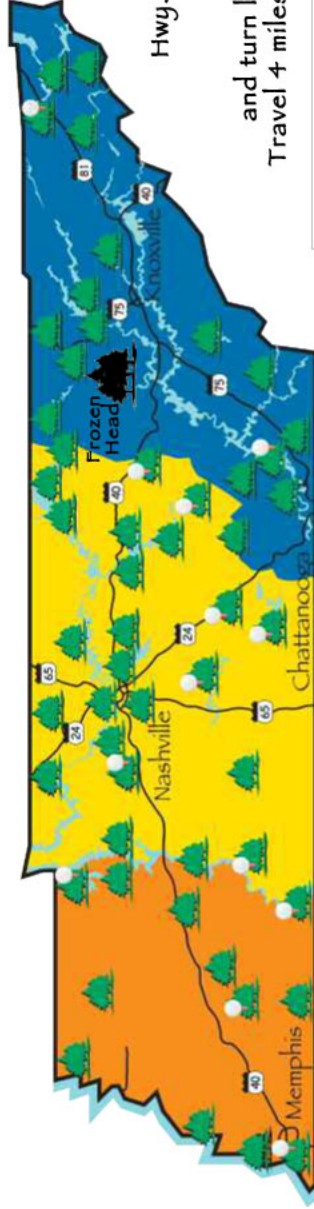 Hwy.
and turn l
Travel 4 miles
81
40
75
Knoxville
75
Frozen
Head
40
24
65
24
65
Nashville
Chattanooga
40
Memphis